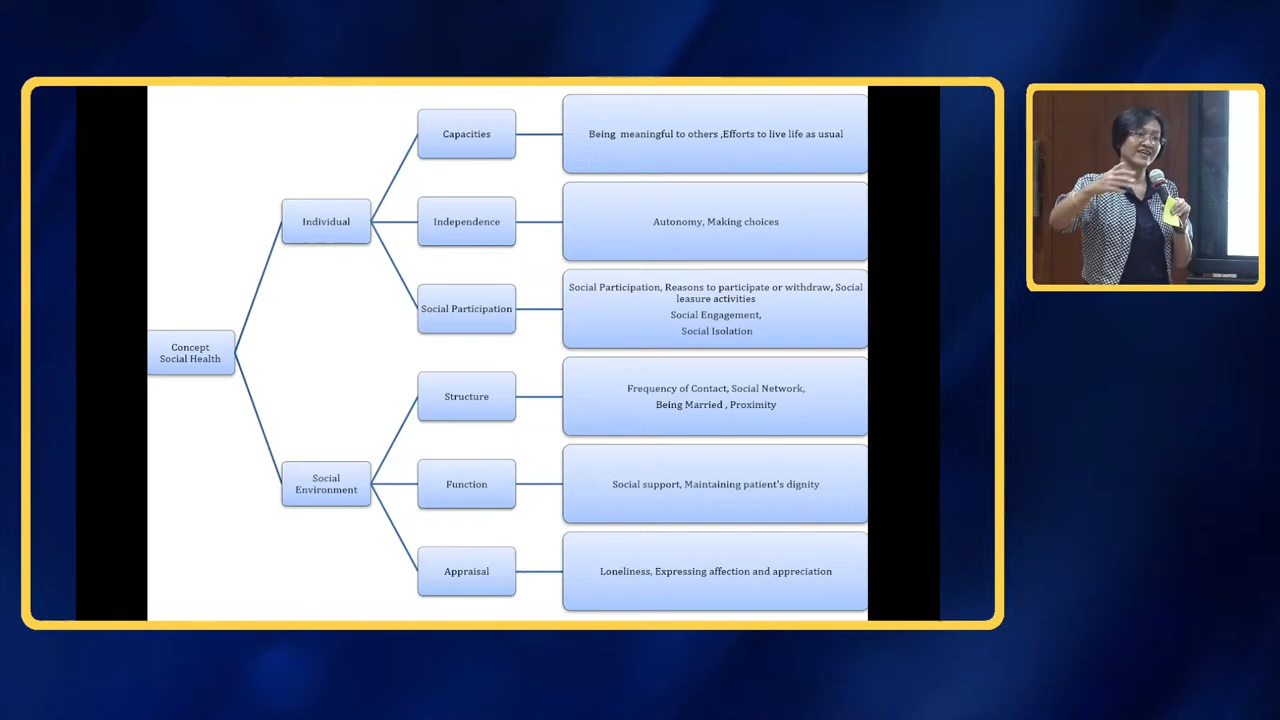 Concept
Social Health
Individual
Capacities
Being meaningful to others ,Efforts to live life as usual
Independence
Autonomy, Making choices
Social Participation
Social Participation, Reasons to participate or withdraw, Social
leasure activities
Social Engagement,
Social Isolation
Social
Environment
Structure
Frequency of Contact, Social Network,
Being Married , Proximity
Function
Social support, Maintaining patient's dignity
Appraisal
Loneliness, Expressing affection and appreciation